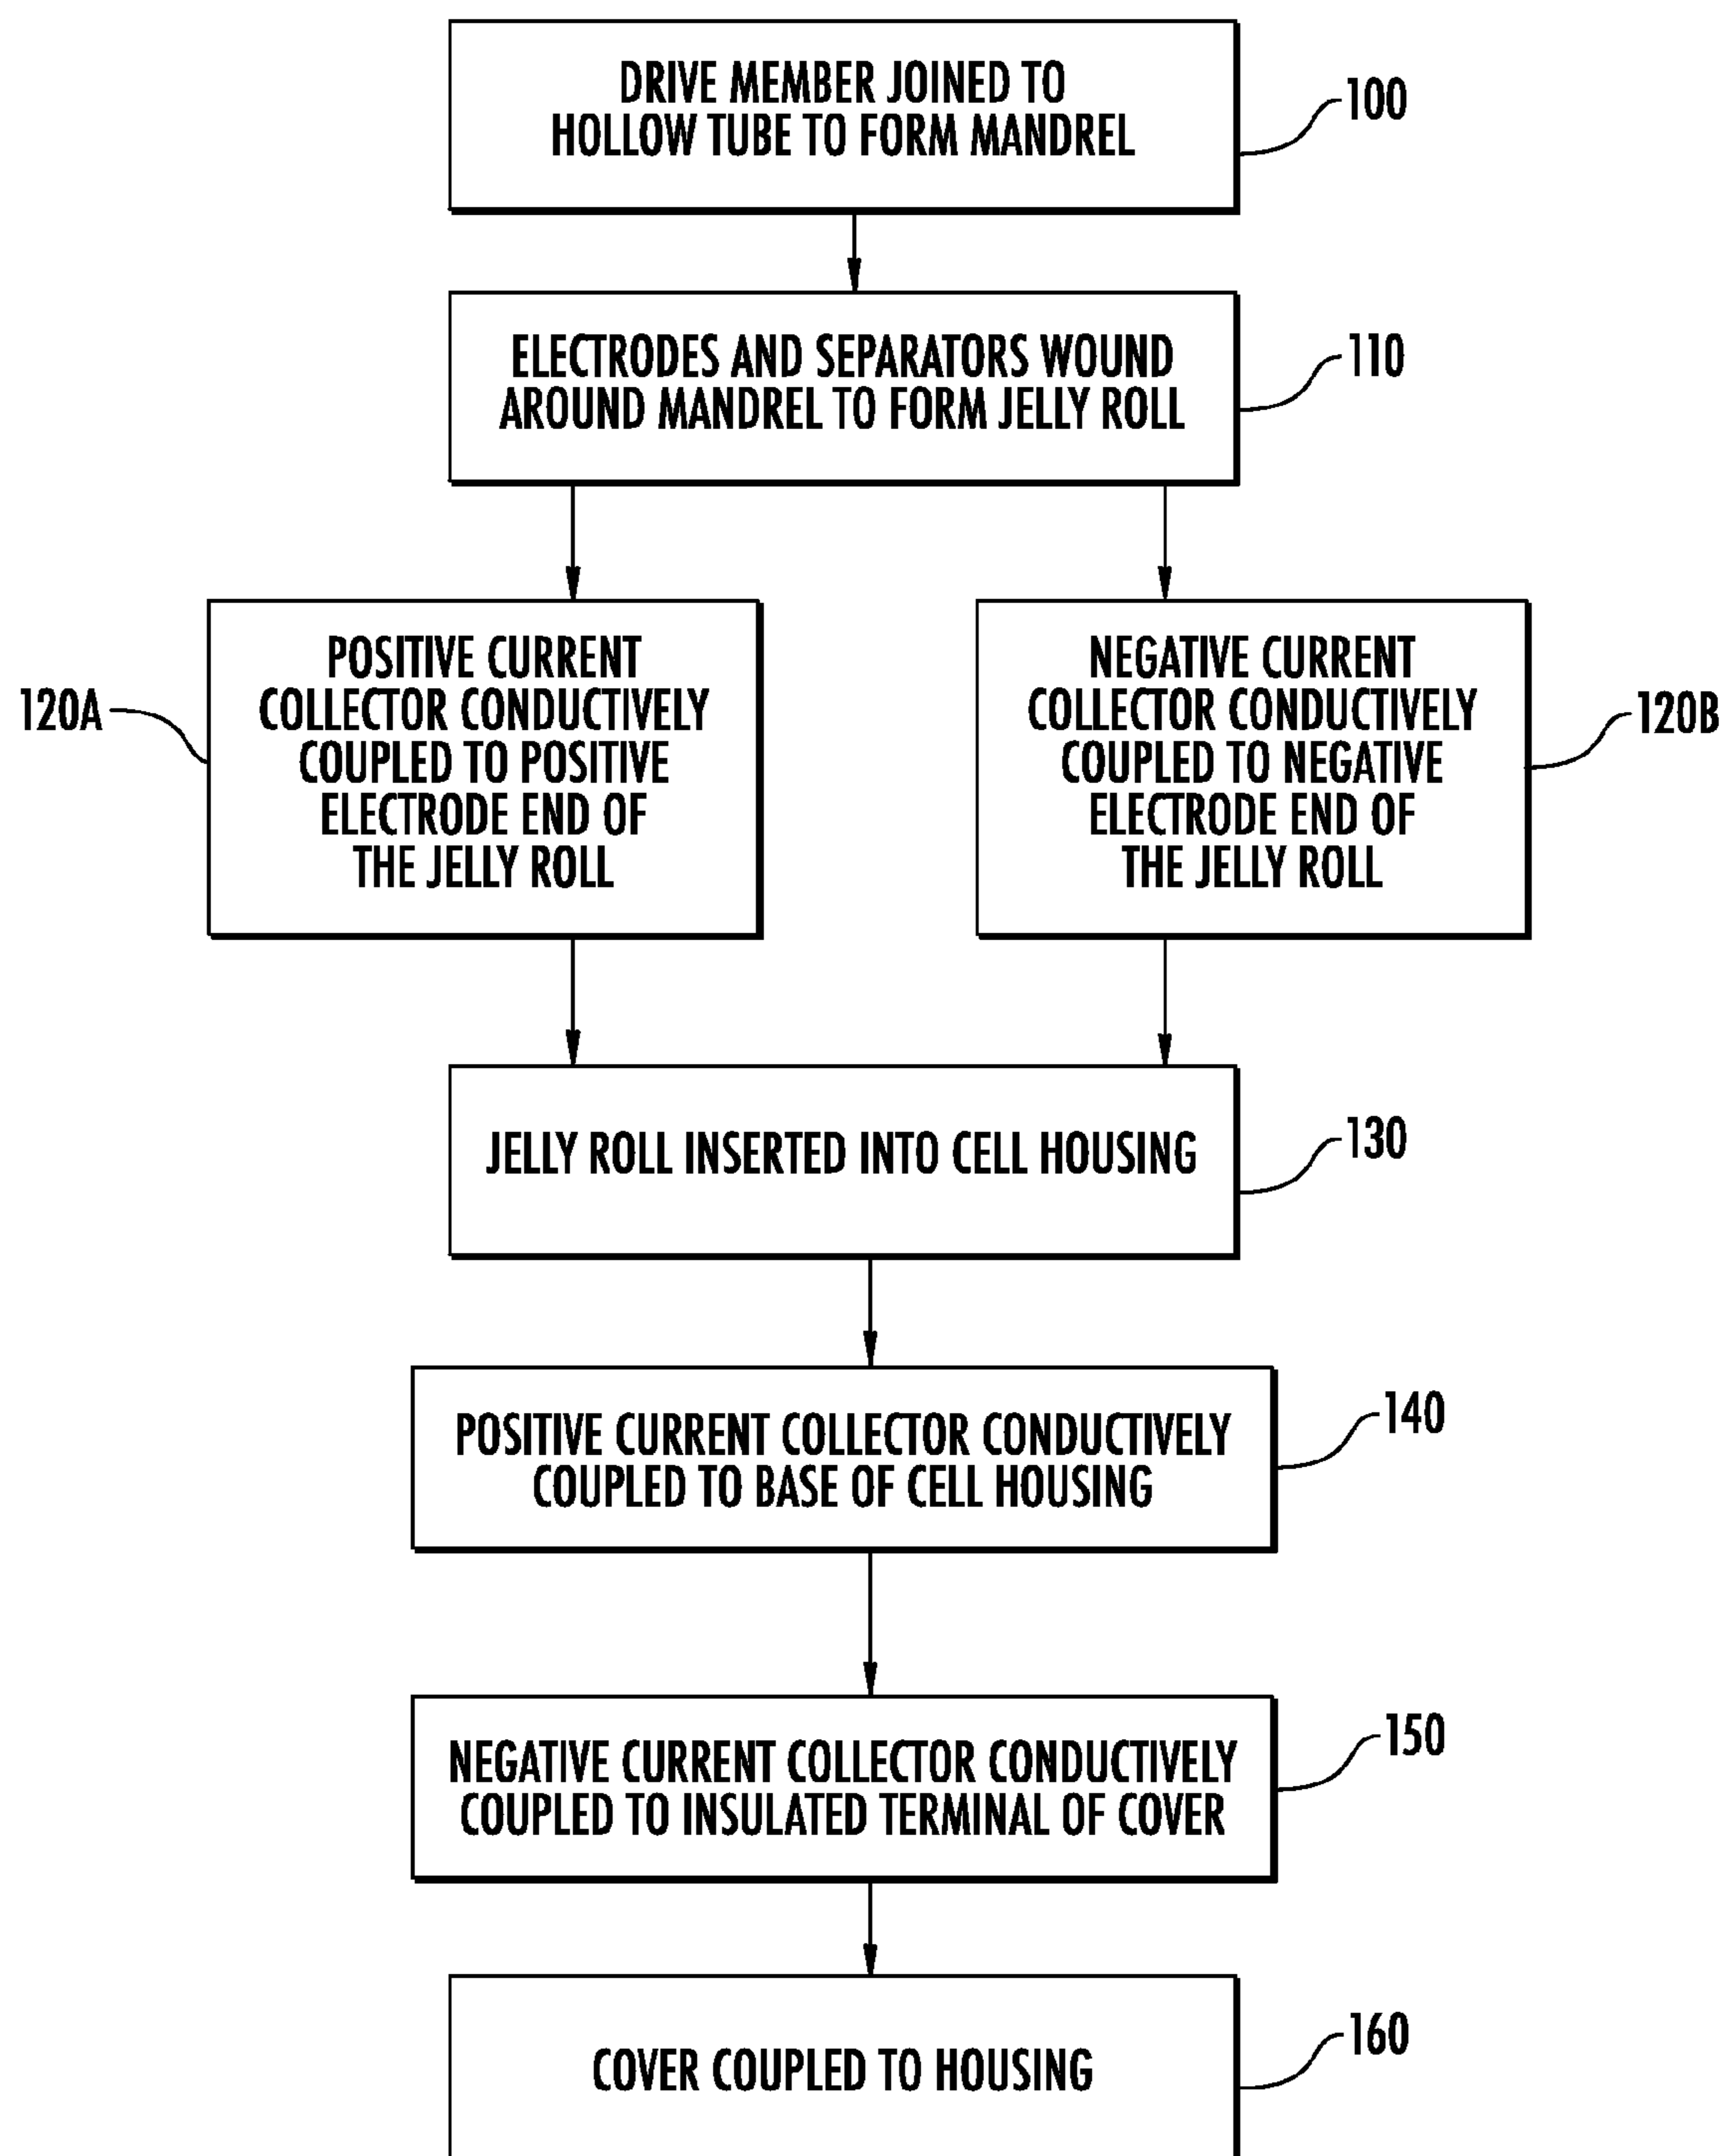 DRIVE MEMBER JOINED TO
HOLLOW TUBE TO FORM MANDREL
100
ELECTRODES AND SEPARATORS WOUND
AROUND MANDREL TO FORM JELLY ROLL
110
POSITIVE CURRENT
COLLECTOR CONDUCTIVELY
COUPLED TO POSITIVE
ELECTRODE END OF
THE JELLY ROLL
120A
NEGATIVE CURRENT
COLLECTOR CONDUCTIVELY
COUPLED TO NEGATIVE
ELECTRODE END OF
THE JELLY ROLL
120B
JELLY ROLL INSERTED INTO CELL HOUSING
130
POSITIVE CURRENT COLLECTOR CONDUCTIVELY
COUPLED TO BASE OF CELL HOUSING
140
NEGATIVE CURRENT COLLECTOR CONDUCTIVELY
COUPLED TO INSULATED TERMINAL OF COVER
150
COVER COUPLED TO HOUSING
160